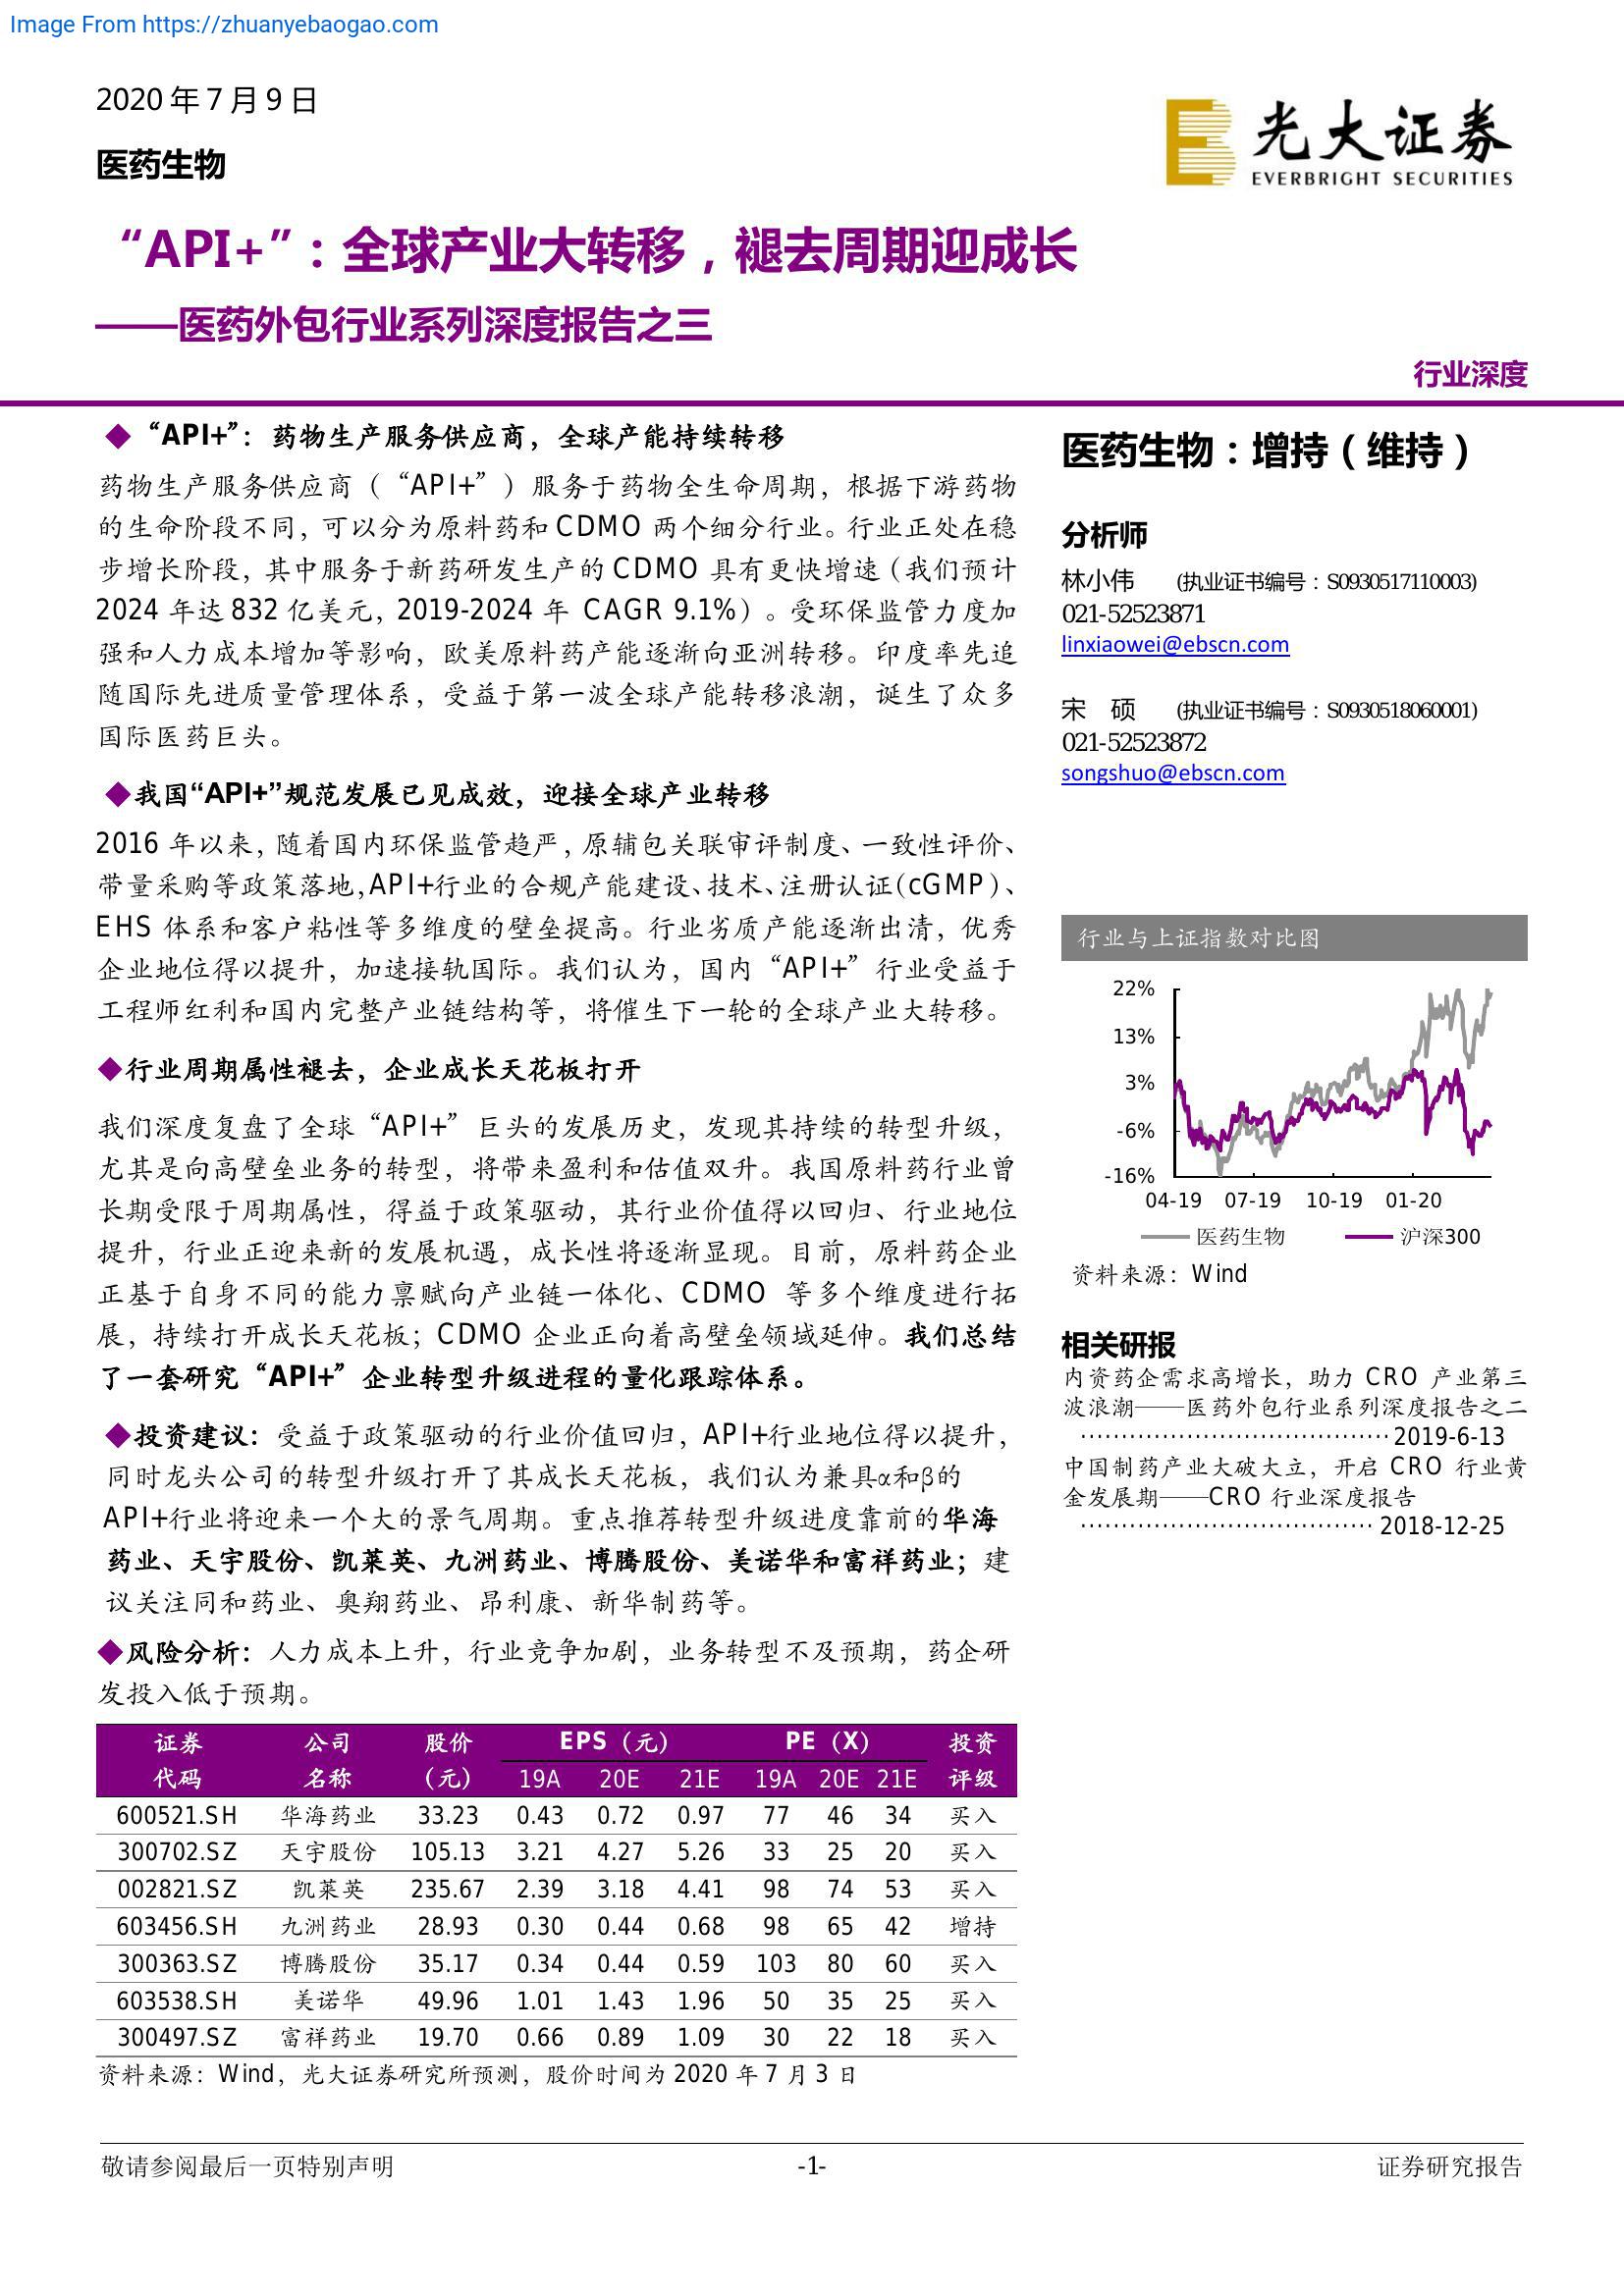 Image From https://zhuanyebaogao.com
2020 年 7 月 9 日
医药生物
光大证券
EVERBRIGHT SECURITIES
“API+”：全球产业大转移，褪去周期迎成长
——医药外包行业系列深度报告之三
行业深度
◆“API+”：药物生产服务供应商，全球产能持续转移
药物生产服务供应商（“API+”）服务于药物全生命周期，根据下游药物
的生命阶段不同，可以分为原料药和 CDMO 两个细分行业。行业正处在稳
步增长阶段，其中服务于新药研发生产的 CDMO 具有更快增速（我们预计
2024 年达 832 亿美元，2019-2024 年 CAGR 9.1%）。受环保监管力度加
强和人力成本增加等影响，欧美原料药产能逐渐向亚洲转移。印度率先追
随国际先进质量管理体系，受益于第一波全球产能转移浪潮，诞生了众多
国际医药巨头。
◆我国“API+”规范发展已见成效，迎接全球产业转移
2016 年以来，随着国内环保监管趋严，原辅包关联审评制度、一致性评价、
带量采购等政策落地，API+行业的合规产能建设、技术、注册认证（cGMP）、
EHS 体系和客户粘性等多维度的壁垒提高。行业劣质产能逐渐出清，优秀
企业地位得以提升，加速接轨国际。我们认为，国内“API+”行业受益于
工程师红利和国内完整产业链结构等，将催生下一轮的全球产业大转移。
◆行业周期属性褪去，企业成长天花板打开
我们深度复盘了全球“API+”巨头的发展历史，发现其持续的转型升级，
尤其是向高壁垒业务的转型，将带来盈利和估值双升。我国原料药行业曾
长期受限于周期属性，得益于政策驱动，其行业价值得以回归、行业地位
提升，行业正迎来新的发展机遇，成长性将逐渐显现。目前，原料药企业
正基于自身不同的能力禀赋向产业链一体化、CDMO 等多个维度进行拓
展，持续打开成长天花板；CDMO 企业正向着高壁垒领域延伸。我们总结
了一套研究“API+”企业转型升级进程的量化跟踪体系。
◆投资建议：受益于政策驱动的行业价值回归，API+行业地位得以提升，
同时龙头公司的转型升级打开了其成长天花板，我们认为兼具α和β的
API+行业将迎来一个大的景气周期。重点推荐转型升级进度靠前的华海
药业、天宇股份、凯莱英、九洲药业、博腾股份、美诺华和富祥药业；建
议关注同和药业、奥翔药业、昂利康、新华制药等。
◆风险分析：人力成本上升，行业竞争加剧，业务转型不及预期，药企研
发投入低于预期。
证券 公司 股价 EPS（元） PE（X） 投资
代码 名称 （元） 19A 20E 21E 19A 20E 21E 评级
600521.SH 华海药业 33.23 0.43 0.72 0.97 77 46 34 买入
300702.SZ 天宇股份 105.13 3.21 4.27 5.26 33 25 20 买入
002821.SZ 凯莱英 235.67 2.39 3.18 4.41 98 74 53 买入
603456.SH 九洲药业 28.93 0.30 0.44 0.68 98 65 42 增持
300363.SZ 博腾股份 35.17 0.34 0.44 0.59 103 80 60 买入
603538.SH 美诺华 49.96 1.01 1.43 1.96 50 35 25 买入
300497.SZ 富祥药业 19.70 0.66 0.89 1.09 30 22 18 买入
资料来源：Wind，光大证券研究所预测，股价时间为 2020 年 7 月 3 日
医药生物：增持（维持）
分析师
林小伟 (执业证书编号：S0930517110003)
021-52523871
linxiaowei@ebscn.com
宋 硕 (执业证书编号：S0930518060001)
021-52523872
songshuo@ebscn.com
行业与上证指数对比图
22%
13%
3%
-6%
-16%
04-19 07-19 10-19 01-20
医药生物 沪深300
资料来源：Wind
相关研报
内资药企需求高增长，助力 CRO 产业第三
波浪潮——医药外包行业系列深度报告之二
······································2019-6-13
中国制药产业大破大立，开启 CRO 行业黄
金发展期——CRO 行业深度报告
···································· 2018-12-25
敬请参阅最后一页特别声明 -1- 证券研究报告